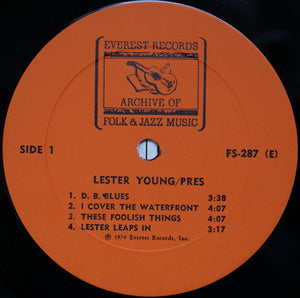 EVEREST RECORDS
ARCHIVE OF
FOLK & JAZZ MUSIC
SIDE 1
FS-287 (E)
LESTER YOUNG/PRES
1. D. B. BLUES 3:38
2. I COVER THE WATERFRONT 4:07
3. THESE FOOLISH THINGS 4:07
4. LESTER LEAPS IN 3:17
℗ 1974 Everest Records, Inc.